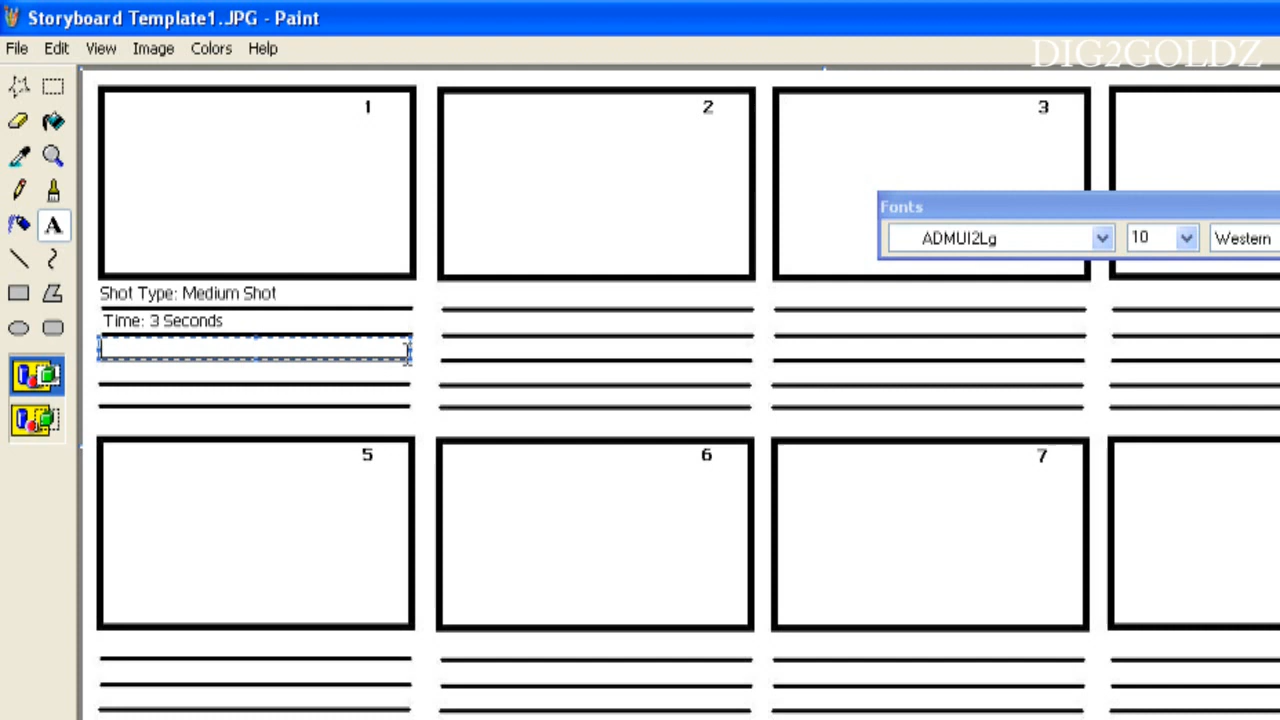 Storyboard Template1.JPG - Paint
File Edit View Image Colors Help
DIG2GOLDZ
1
2
3
Fonts
ADMUI2Lg 10 Western
A
Shot Type: Medium Shot
Time: 3 Seconds
5
6
7